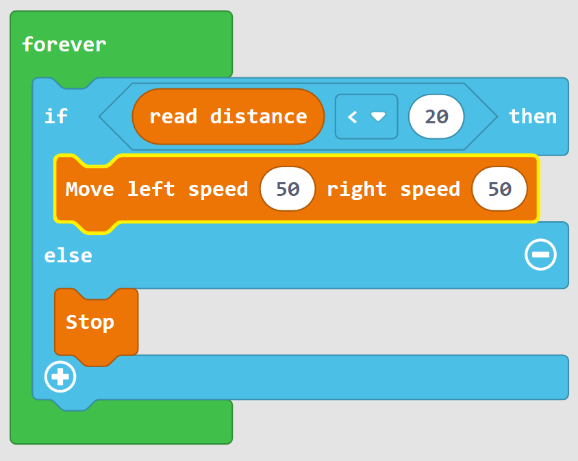 forever
if read distance < 20 then
Move left speed 50 right speed 50
else
Stop